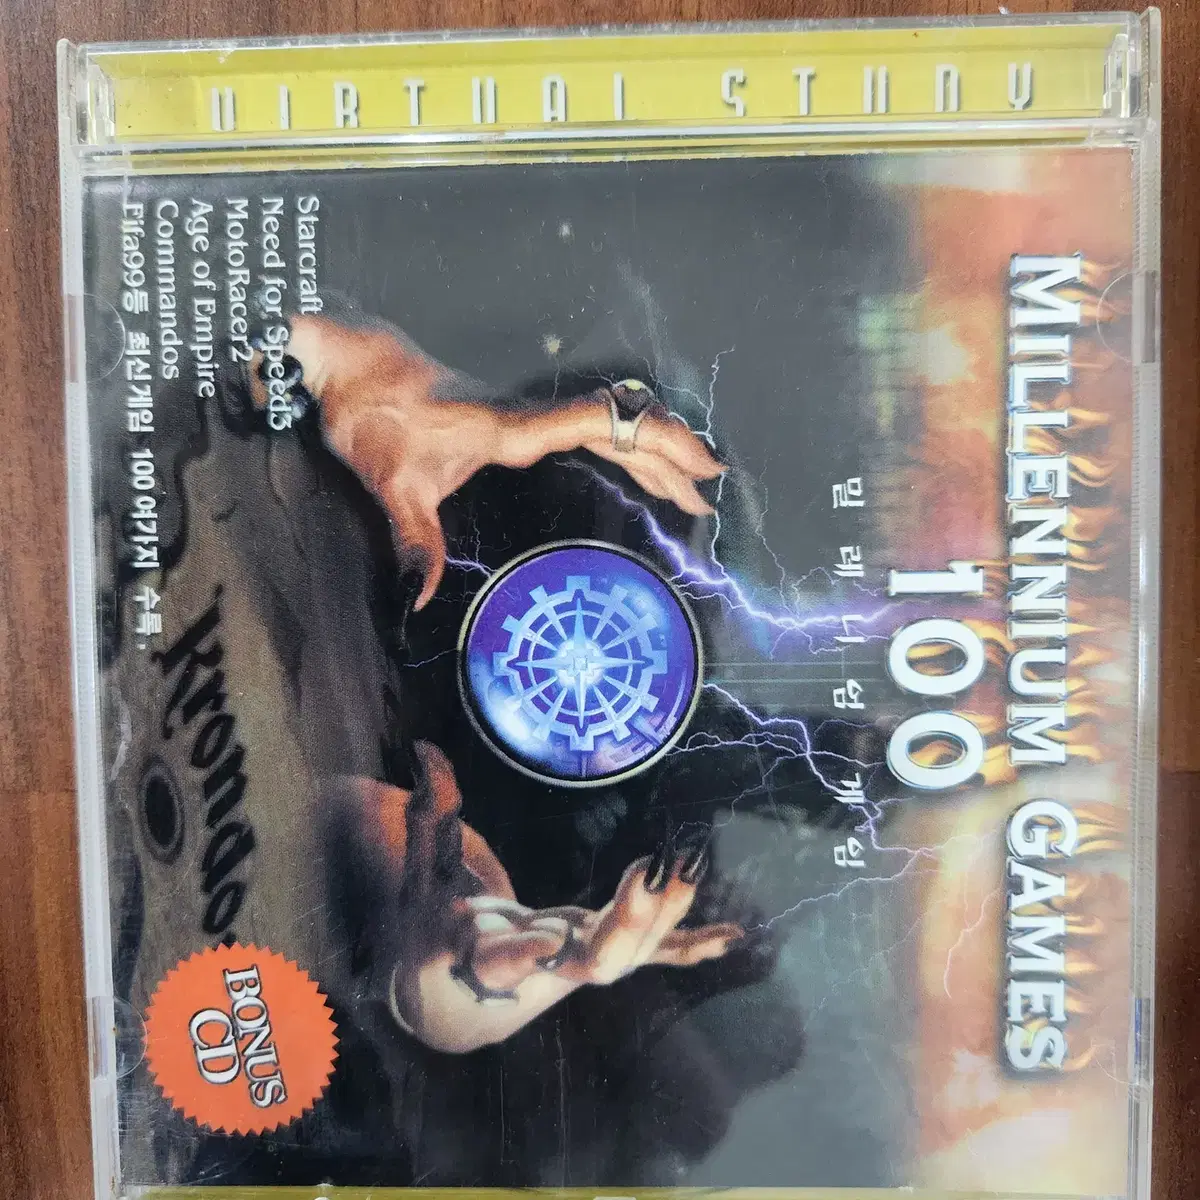 VIRTUAL STUDY
MILLENNIUM GAMES
100
밀레니엄 게임
Starcraft
Need for Speed3
MotoRacer2
Age of Empire
Commandos
Fifa99등 최신게임 100여가지 수록.
Krondo
BONUS
CD